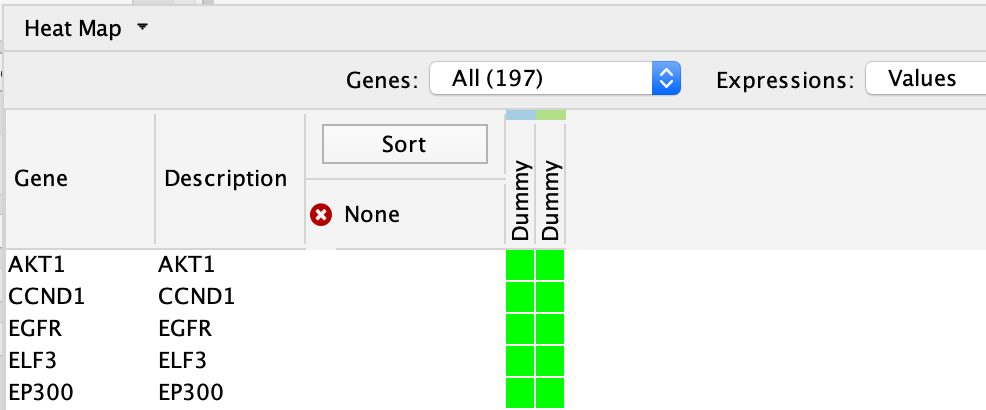 Heat Map
Genes: All (197) Expressions: Values
Gene Description Sort Dummy Dummy
None
AKT1 AKT1
CCND1 CCND1
EGFR EGFR
ELF3 ELF3
EP300 EP300